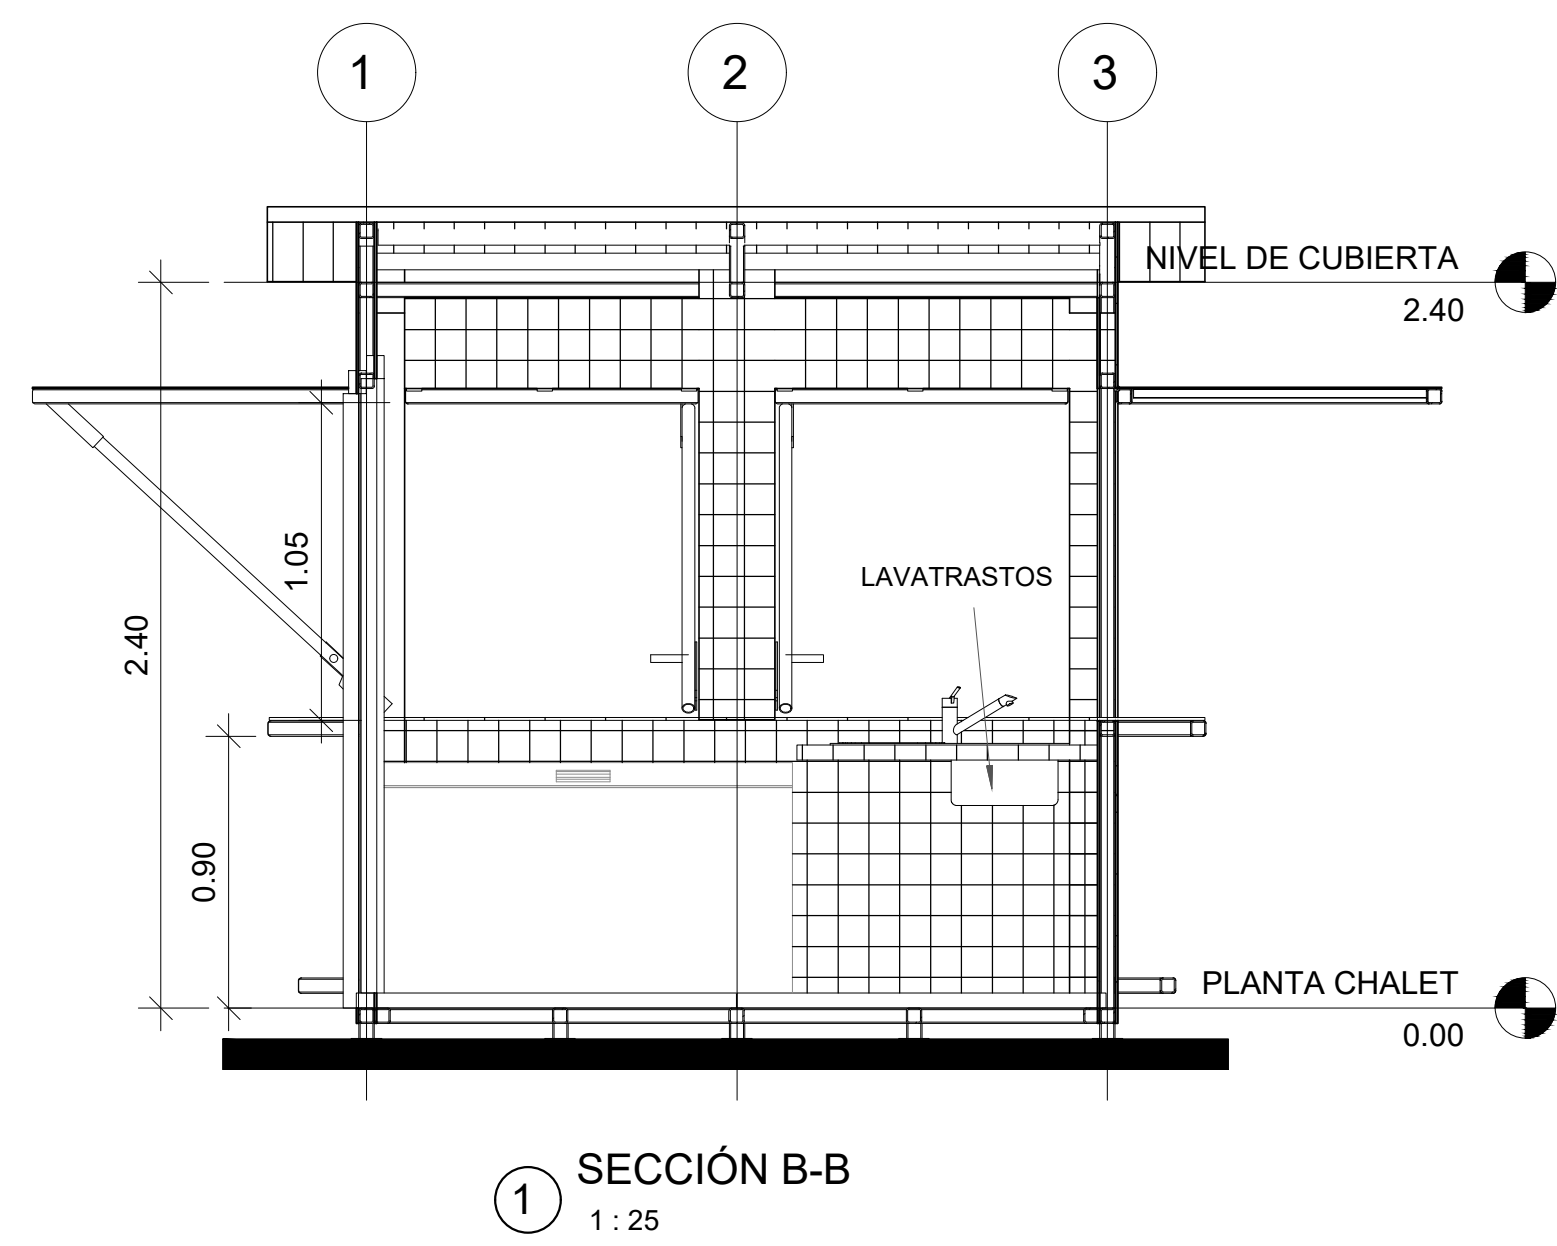 1
2
3
NIVEL DE CUBIERTA
2.40
1.05
LAVATRASTOS
2.40
0.90
PLANTA CHALET
0.00
1
SECCIÓN B-B
1 : 25